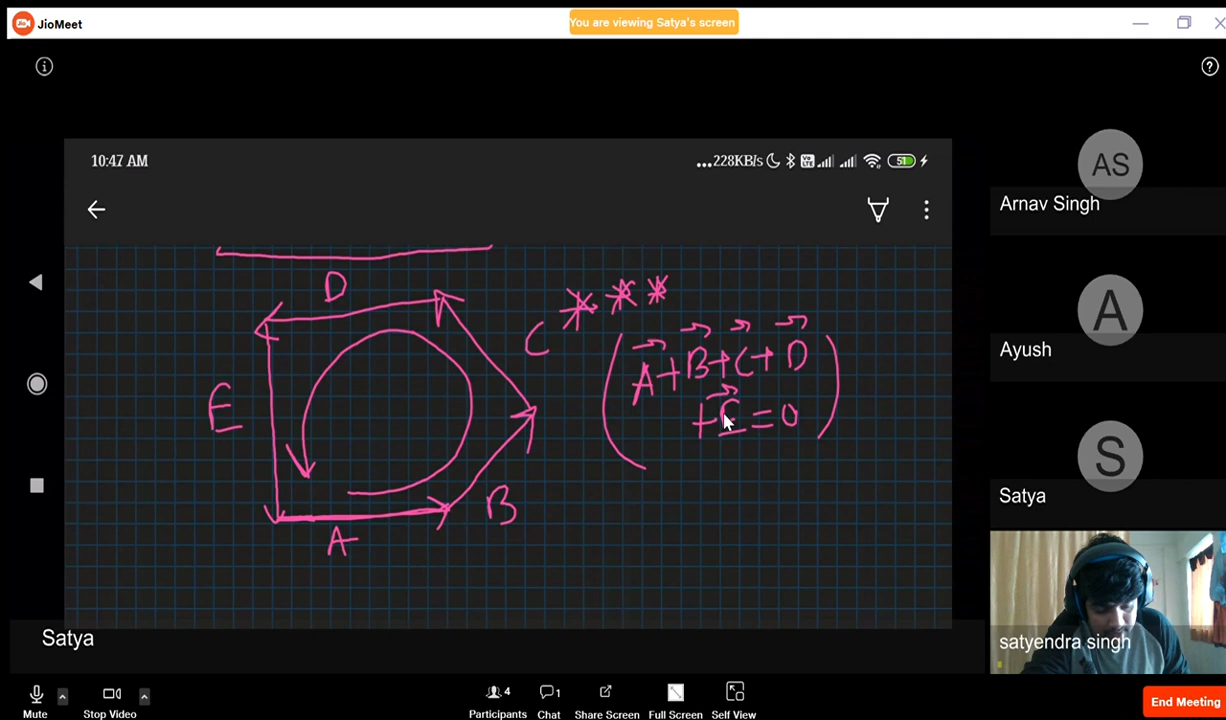 JioMeet
You are viewing Satya's screen
10:47 AM
...228KB/s
51
D
C
***
A+B+C+D
+E=0
E
B
A
AS
Arnav Singh
A
Ayush
S
Satya
satyendra singh
Satya
Mute
Stop Video
4
Participants
1
Chat
Share Screen
Full Screen
Self View
End Meeting